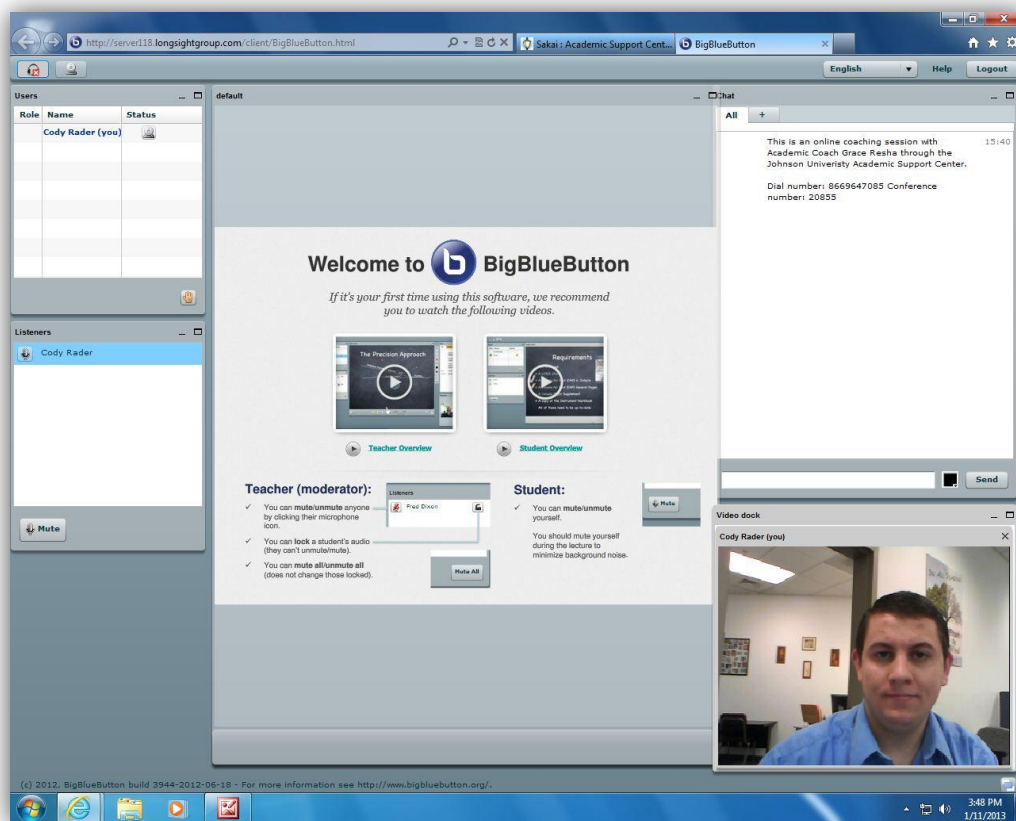 http://server118.longsightgroup.com/client/BigBlueButton.html
Sakai : Academic Support Cent...
BigBlueButton
English
Help
Logout
Users
Role Name Status
Cody Rader (you)
Listeners
Cody Rader
Mute
default
Welcome to BigBlueButton
If it's your first time using this software, we recommend
you to watch the following videos.
The Precision Approach
Requirements
Teacher Overview
Student Overview
Teacher (moderator):
You can mute/unmute anyone
by clicking their microphone
icon.
You can lock a student's audio
(they can't unmute/mute).
You can mute all/unmute all
(does not change those locked).
Listeners
Fred Dixon
Mute All
Student:
You can mute/unmute
yourself.
You should mute yourself
during the lecture to
minimize background noise.
Mute
Chat
All +
This is an online coaching session with 15:40
Academic Coach Grace Resha through the
Johnson Univeristy Academic Support Center.
Dial number: 8669647085 Conference
number: 20855
Send
Video dock
Cody Rader (you)
(c) 2012, BigBlueButton build 3944-2012-06-18 - For more information see http://www.bigbluebutton.org/.
3:48 PM
1/11/2013